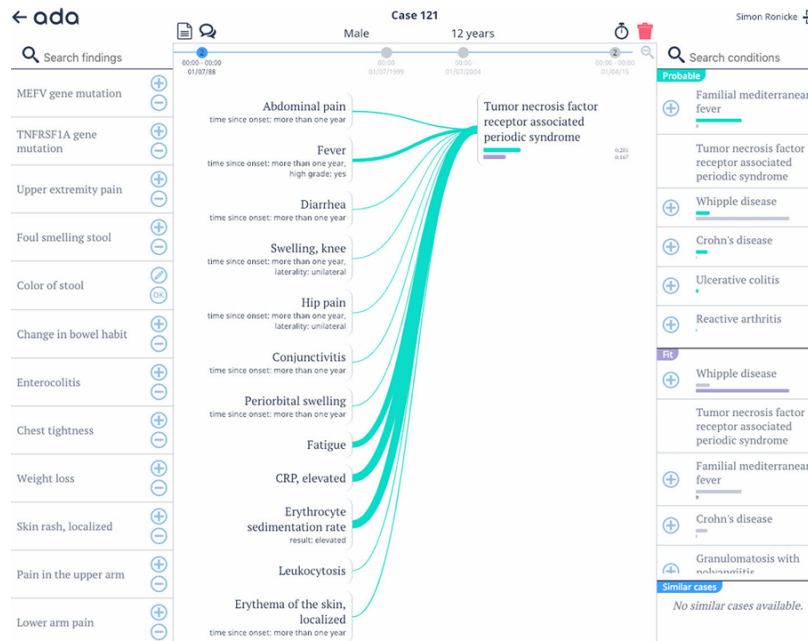 ← ada
Case 121
Simon Ronicke
Male
12 years
Search findings
MEFV gene mutation
TNFRSF1A gene
mutation
Upper extremity pain
Foul smelling stool
Color of stool
OK
Change in bowel habit
Enterocolitis
Chest tightness
Weight loss
Skin rash, localized
Pain in the upper arm
Lower arm pain
2
00:00 - 00:00
01/07/88
00:00
01/07/1999
00:00
01/07/2004
2
00:00 - 00:00
01/04/15
Abdominal pain
time since onset: more than one year
Fever
time since onset: more than one year,
high grade: yes
Diarrhea
time since onset: more than one year
Swelling, knee
time since onset: more than one year,
laterality: unilateral
Hip pain
time since onset: more than one year,
laterality: unilateral
Conjunctivitis
time since onset: more than one year
Periorbital swelling
time since onset: more than one year
Fatigue
CRP, elevated
Erythrocyte
sedimentation rate
result: elevated
Leukocytosis
Erythema of the skin,
localized
time since onset: more than one year
Tumor necrosis factor
receptor associated
periodic syndrome
0,167
Search conditions
Probable
Familial mediterranean
fever
Tumor necrosis factor
receptor associated
periodic syndrome
Whipple disease
Crohn's disease
Ulcerative colitis
Reactive arthritis
Fit
Whipple disease
Tumor necrosis factor
receptor associated
periodic syndrome
Familial mediterranean
fever
Crohn's disease
Granulomatosis with
polyangiitis
Similar cases
No similar cases available.